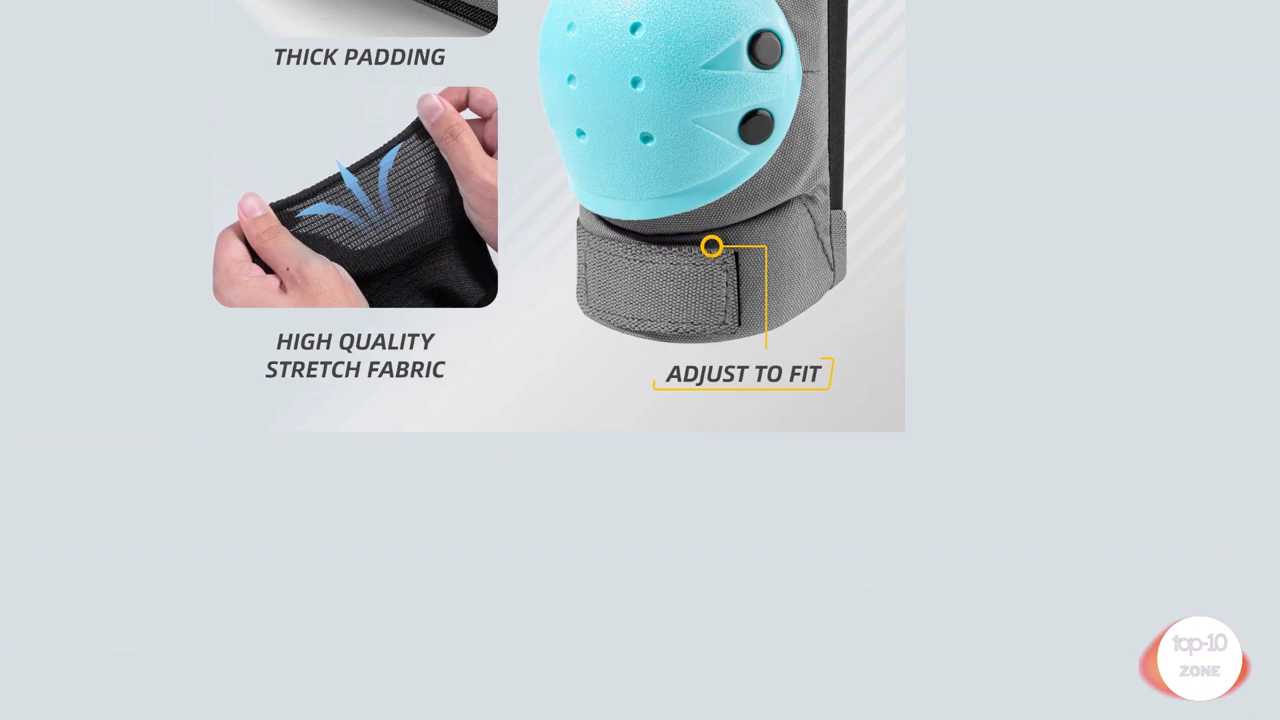 THICK PADDING
HIGH QUALITY
STRETCH FABRIC
ADJUST TO FIT
top-10
ZONE